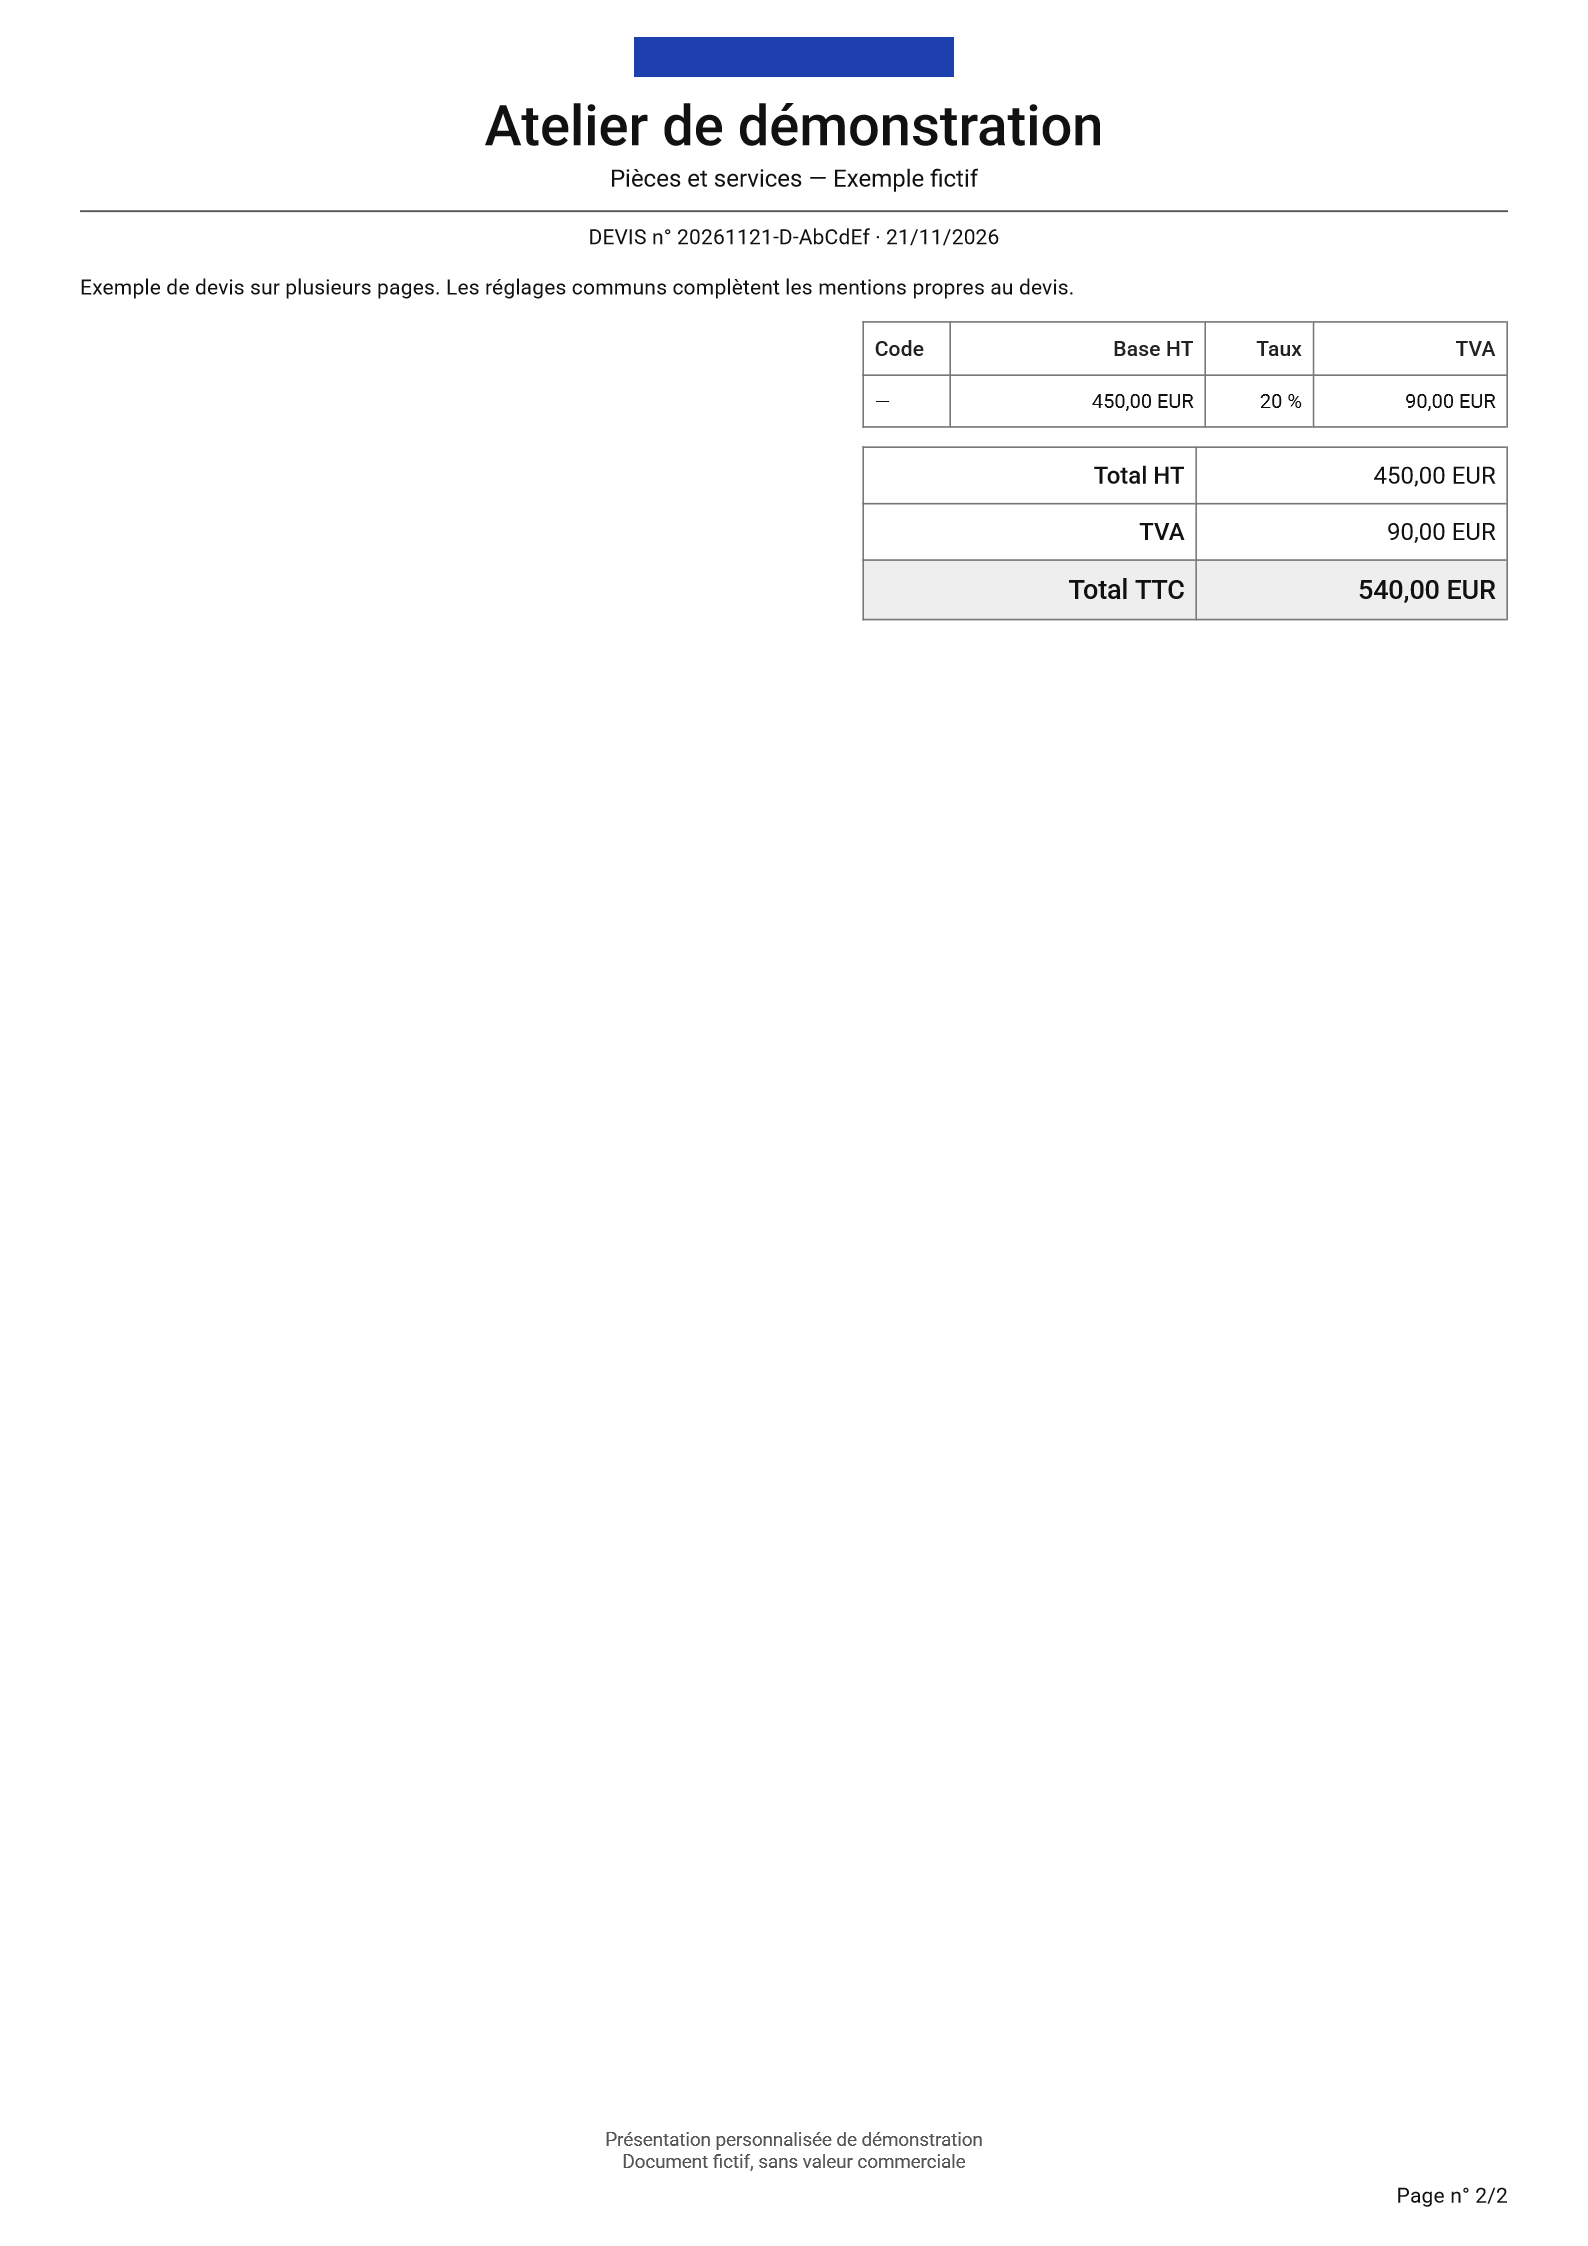 Atelier de démonstration
Pièces et services — Exemple fictif
DEVIS n° 20261121-D-AbCdEf · 21/11/2026
Exemple de devis sur plusieurs pages. Les réglages communs complètent les mentions propres au devis.
Code Base HT Taux TVA
— 450,00 EUR 20 % 90,00 EUR
Total HT 450,00 EUR
TVA 90,00 EUR
Total TTC 540,00 EUR
Présentation personnalisée de démonstration
Document fictif, sans valeur commerciale
Page n° 2/2